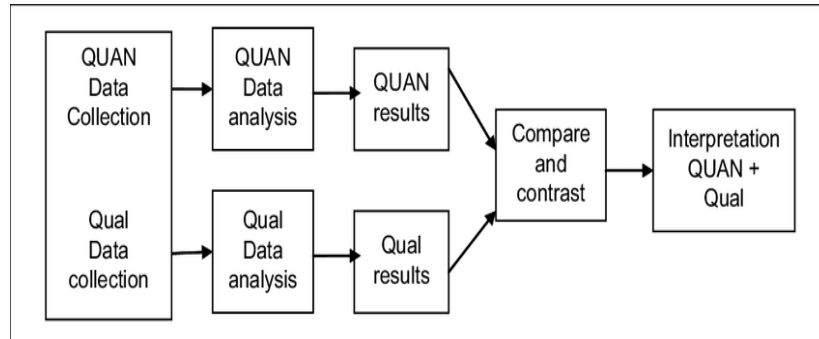 QUAN
Data
Collection
Qual
Data
collection
QUAN
Data
analysis
Qual
Data
analysis
QUAN
results
Qual
results
Compare
and
contrast
Interpretation
QUAN +
Qual